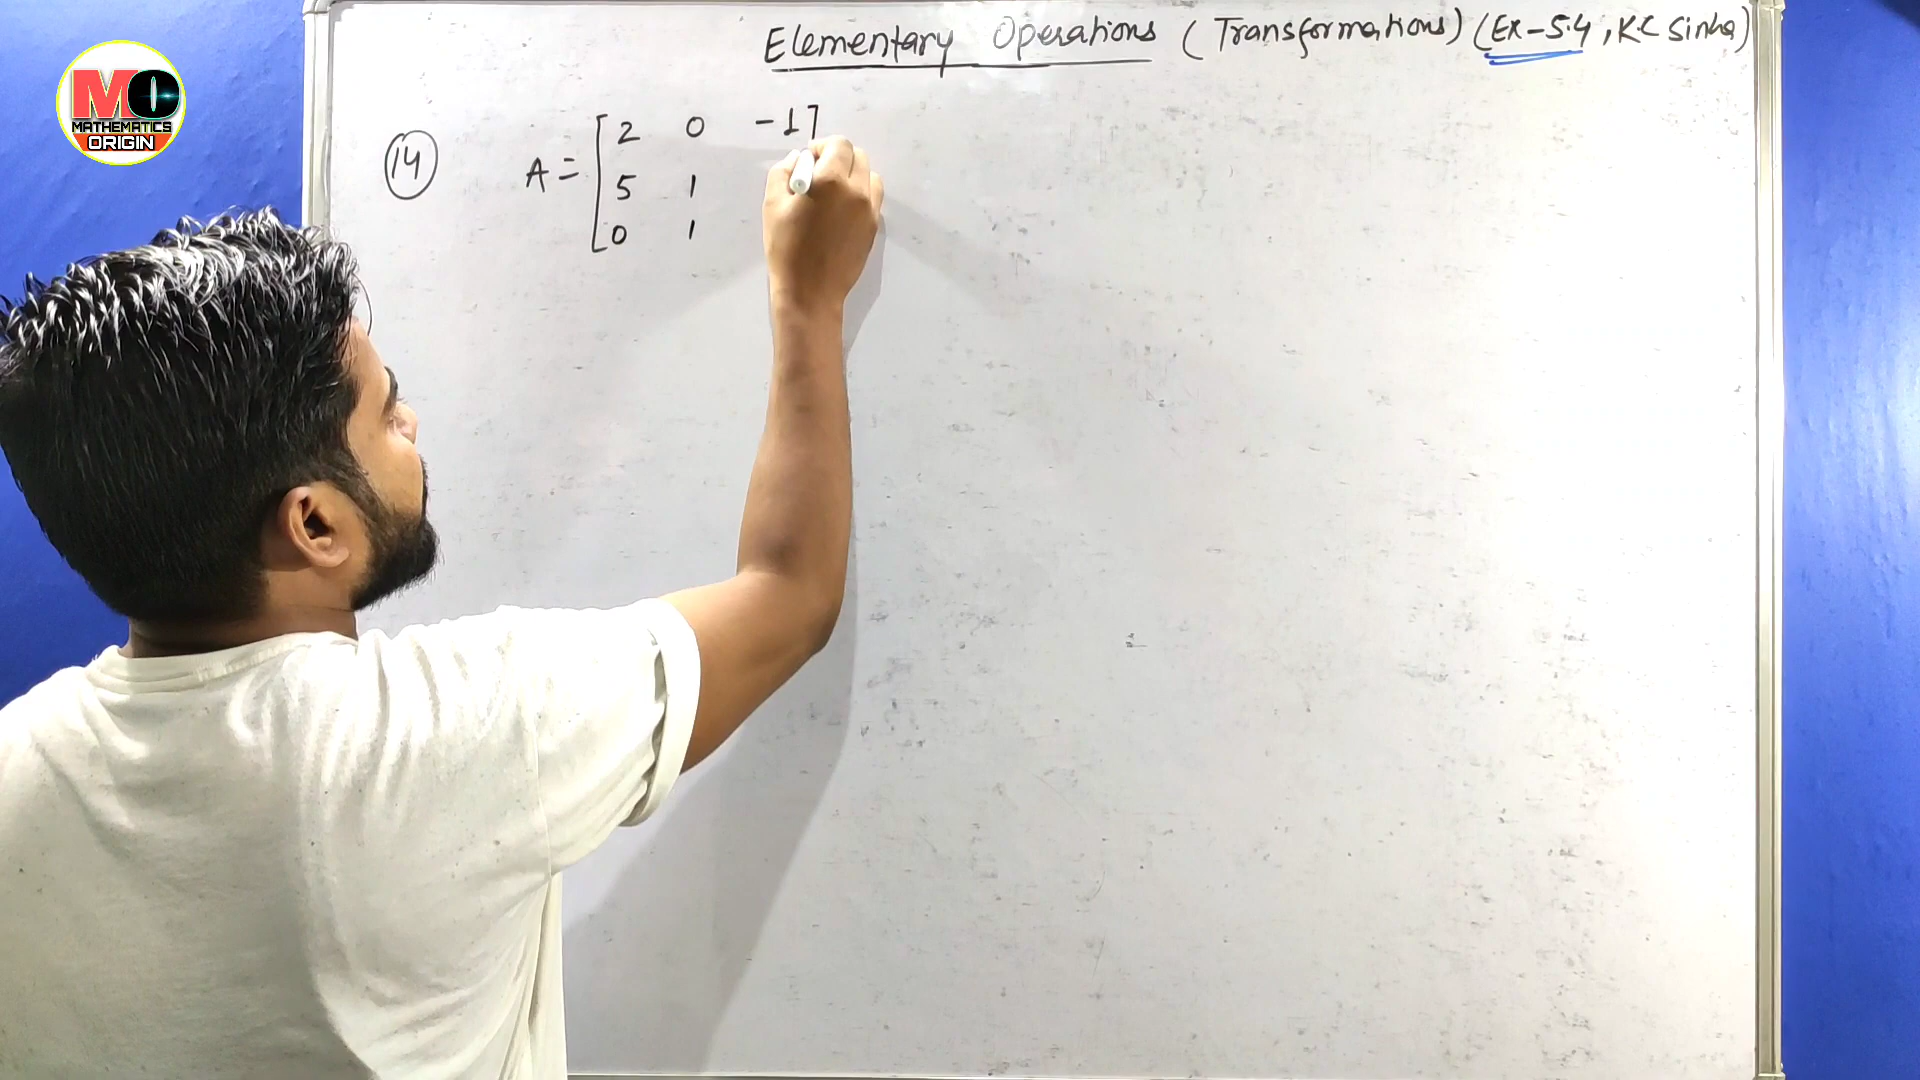 Elementary Operations (Transformations) (Ex-5.4, K.C Sinha)
MO
MATHEMATICS
ORIGIN
(14) A = [ 2 0 -1 ]
5 1
0 1